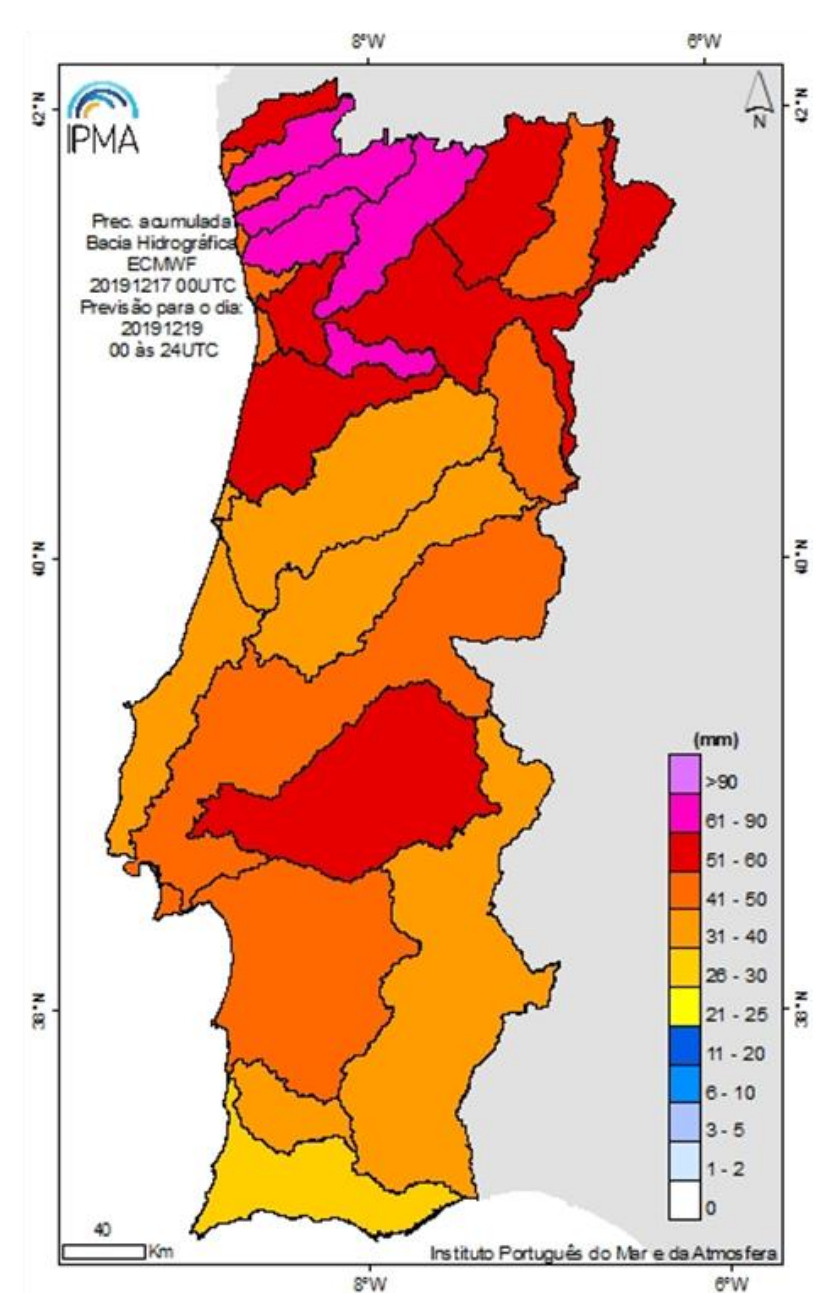 8°W
6°W
42°N
42°N
IPMA
N
Prec. acumulada
Bacia Hidrográfica
ECMWF
20191217 00UTC
Previsão para o dia:
20191219
00 às 24UTC
40°N
40°N
(mm)
>90
61 - 90
51 - 60
41 - 50
31 - 40
26 - 30
21 - 25
11 - 20
6 - 10
3 - 5
1 - 2
0
38°N
38°N
40
Km
Instituto Português do Mar e da Atmosfera
8°W
6°W